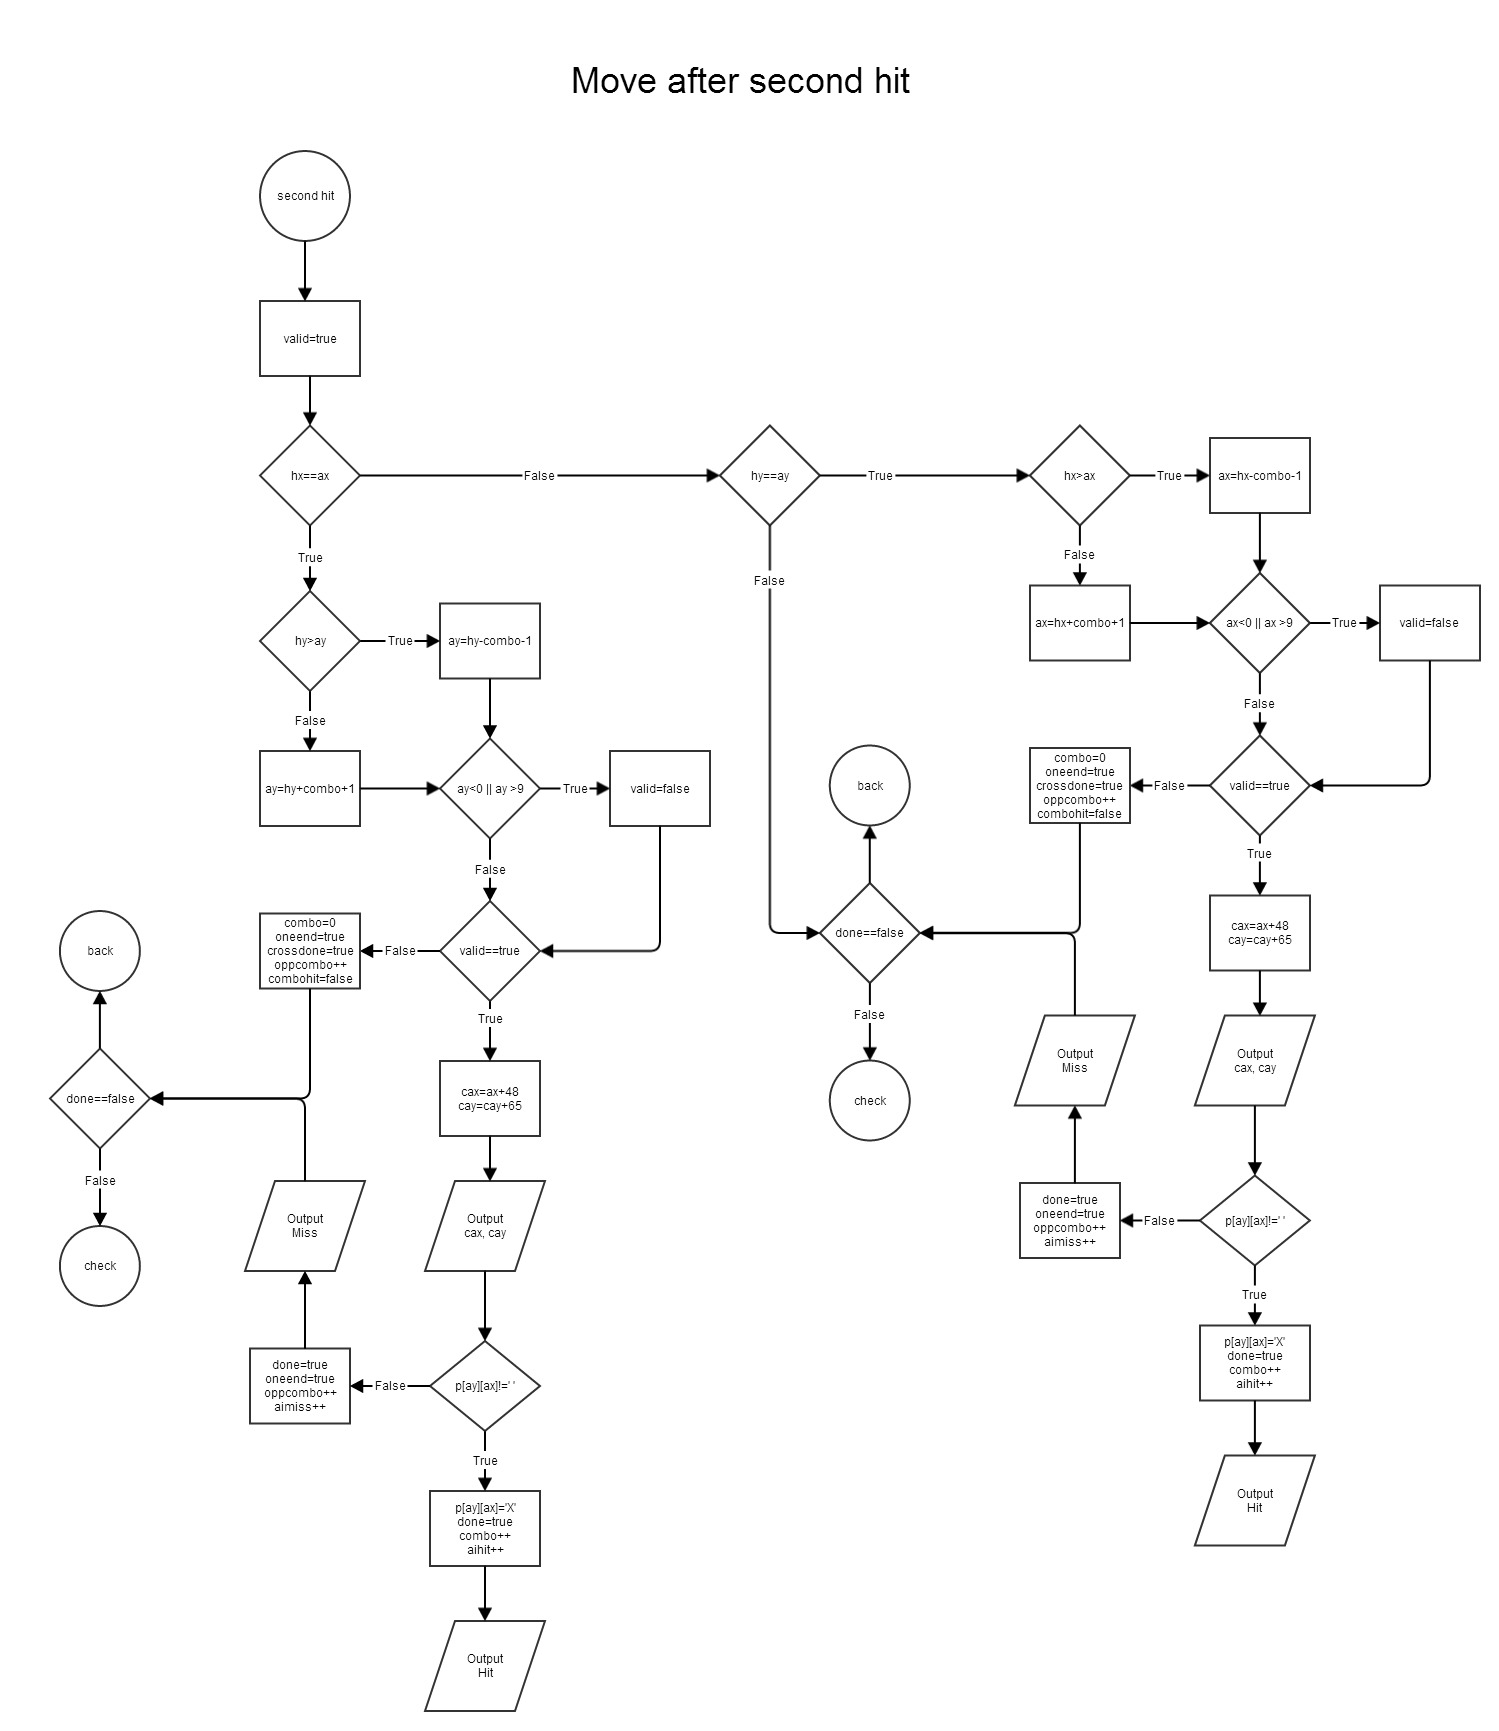 Move after second hit
second hit
valid=true
hx==ax
False
hy==ay
True
hx>ax
True
ax=hx-combo-1
True
False
False
hy>ay
True
ay=hy-combo-1
ax=hx+combo+1
ax<0 || ax >9
True
valid=false
False
False
ay=hy+combo+1
ay<0 || ay >9
True
valid=false
back
combo=0
oneend=true
crossdone=true
oppcombo++
combohit=false
False
valid==true
True
False
back
combo=0
oneend=true
crossdone=true
oppcombo++
combohit=false
False
valid==true
done==false
cax=ax+48
cay=cay+65
True
False
Output
Miss
Output
cax, cay
done==false
cax=ax+48
cay=cay+65
check
False
Output
Miss
Output
cax, cay
done=true
oneend=true
oppcombo++
aimiss++
False
p[ay][ax]!=' '
check
True
done=true
oneend=true
oppcombo++
aimiss++
False
p[ay][ax]!=' '
p[ay][ax]='X'
done=true
combo++
aihit++
True
p[ay][ax]='X'
done=true
combo++
aihit++
Output
Hit
Output
Hit